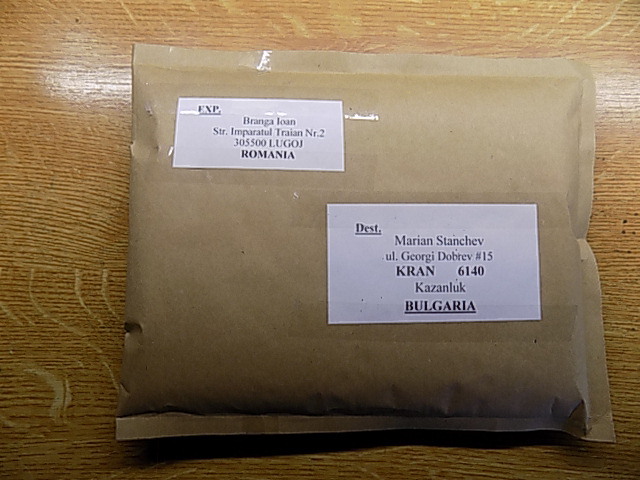 EXP.
Branga Ioan
Str. Imparatul Traian Nr.2
305500 LUGOJ
ROMANIA
Dest.
Marian Stanchev
ul. Georgi Dobrev #15
KRAN 6140
Kazanluk
BULGARIA